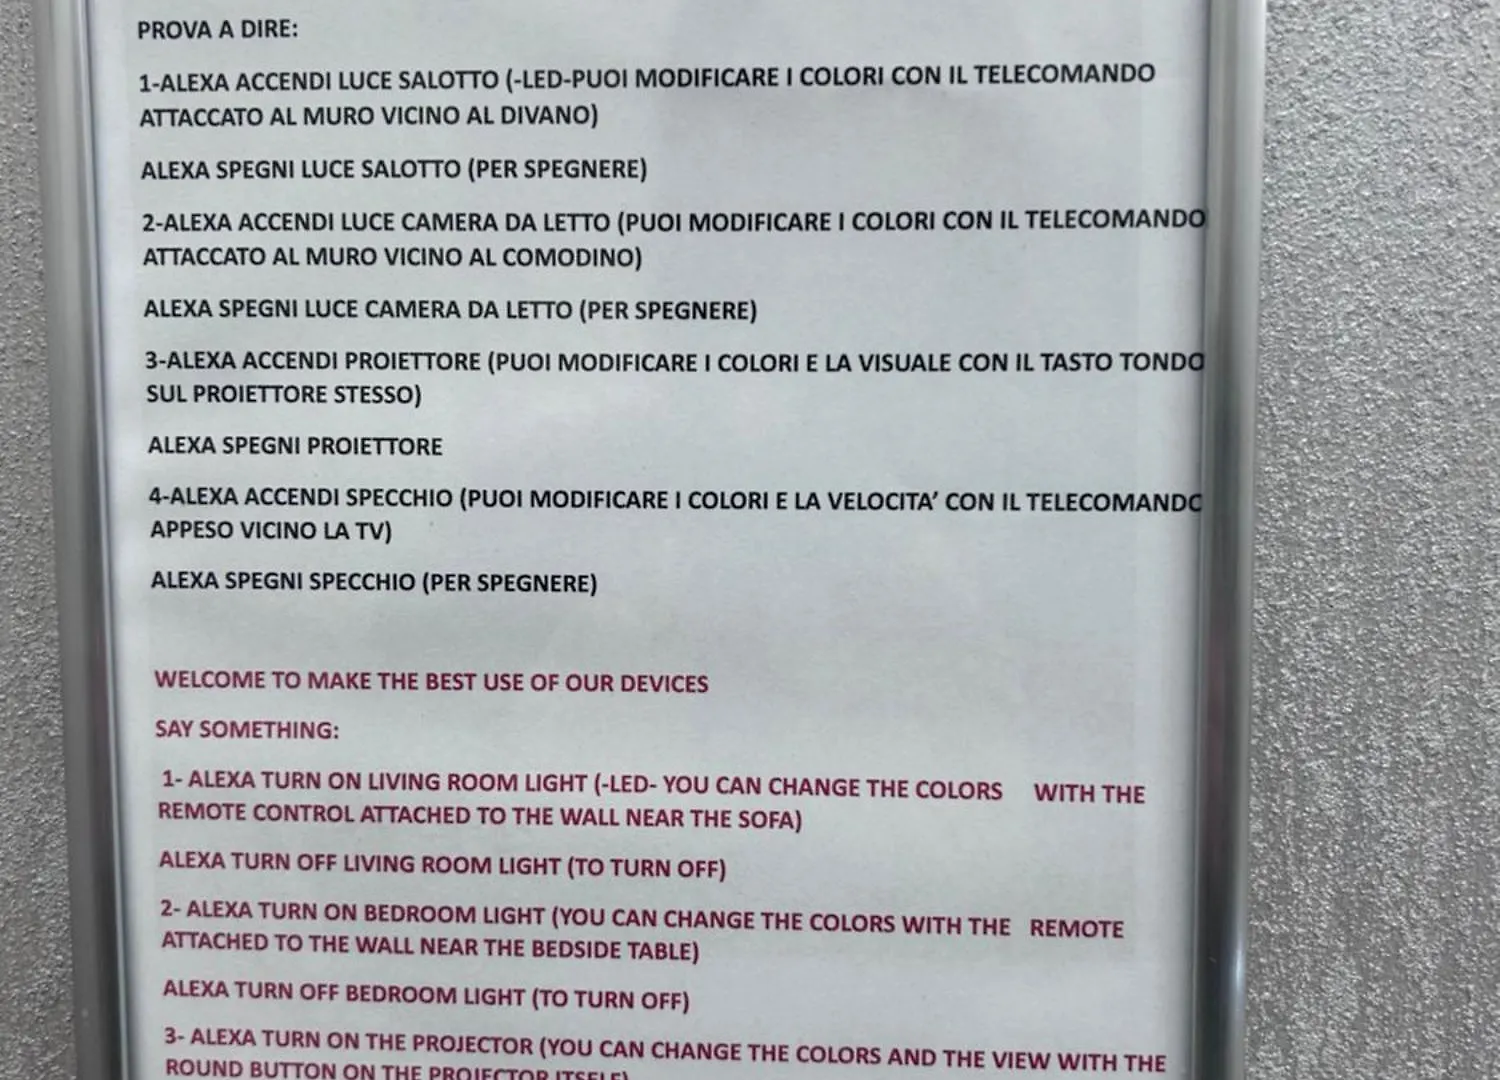 PROVA A DIRE:
1-ALEXA ACCENDI LUCE SALOTTO (-LED-PUOI MODIFICARE I COLORI CON IL TELECOMANDO
ATTACCATO AL MURO VICINO AL DIVANO)
ALEXA SPEGNI LUCE SALOTTO (PER SPEGNERE)
2-ALEXA ACCENDI LUCE CAMERA DA LETTO (PUOI MODIFICARE I COLORI CON IL TELECOMANDO
ATTACCATO AL MURO VICINO AL COMODINO)
ALEXA SPEGNI LUCE CAMERA DA LETTO (PER SPEGNERE)
3-ALEXA ACCENDI PROIETTORE (PUOI MODIFICARE I COLORI E LA VISUALE CON IL TASTO TONDO
SUL PROIETTORE STESSO)
ALEXA SPEGNI PROIETTORE
4-ALEXA ACCENDI SPECCHIO (PUOI MODIFICARE I COLORI E LA VELOCITA’ CON IL TELECOMANDO
APPESO VICINO LA TV)
ALEXA SPEGNI SPECCHIO (PER SPEGNERE)
WELCOME TO MAKE THE BEST USE OF OUR DEVICES
SAY SOMETHING:
1- ALEXA TURN ON LIVING ROOM LIGHT (-LED- YOU CAN CHANGE THE COLORS WITH THE
REMOTE CONTROL ATTACHED TO THE WALL NEAR THE SOFA)
ALEXA TURN OFF LIVING ROOM LIGHT (TO TURN OFF)
2- ALEXA TURN ON BEDROOM LIGHT (YOU CAN CHANGE THE COLORS WITH THE REMOTE
ATTACHED TO THE WALL NEAR THE BEDSIDE TABLE)
ALEXA TURN OFF BEDROOM LIGHT (TO TURN OFF)
3- ALEXA TURN ON THE PROJECTOR (YOU CAN CHANGE THE COLORS AND THE VIEW WITH THE
ROUND BUTTON ON THE PROJECTOR ITSELF)